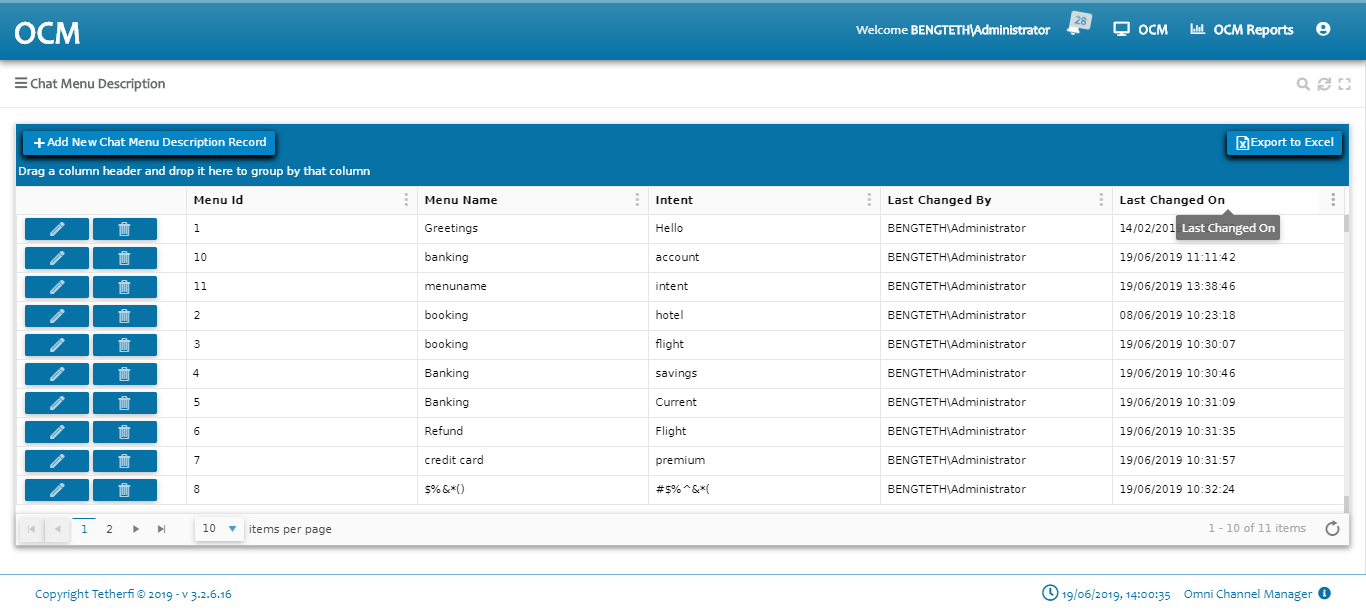 OCM
Welcome BENGTETH\Administrator 28 OCM OCM Reports
Chat Menu Description
Add New Chat Menu Description Record Export to Excel
Drag a column header and drop it here to group by that column
Menu Id Menu Name Intent Last Changed By Last Changed On
1 Greetings Hello BENGTETH\Administrator 14/02/201
Last Changed On
10 banking account BENGTETH\Administrator 19/06/2019 11:11:42
11 menuname intent BENGTETH\Administrator 19/06/2019 13:38:46
2 booking hotel BENGTETH\Administrator 08/06/2019 10:23:18
3 booking flight BENGTETH\Administrator 19/06/2019 10:30:07
4 Banking savings BENGTETH\Administrator 19/06/2019 10:30:46
5 Banking Current BENGTETH\Administrator 19/06/2019 10:31:09
6 Refund Flight BENGTETH\Administrator 19/06/2019 10:31:35
7 credit card premium BENGTETH\Administrator 19/06/2019 10:31:57
8 $%&*() #$%^&*( BENGTETH\Administrator 19/06/2019 10:32:24
1 2 10 items per page 1 - 10 of 11 items
Copyright Tetherfi © 2019 - v 3.2.6.16 19/06/2019, 14:00:35 Omni Channel Manager